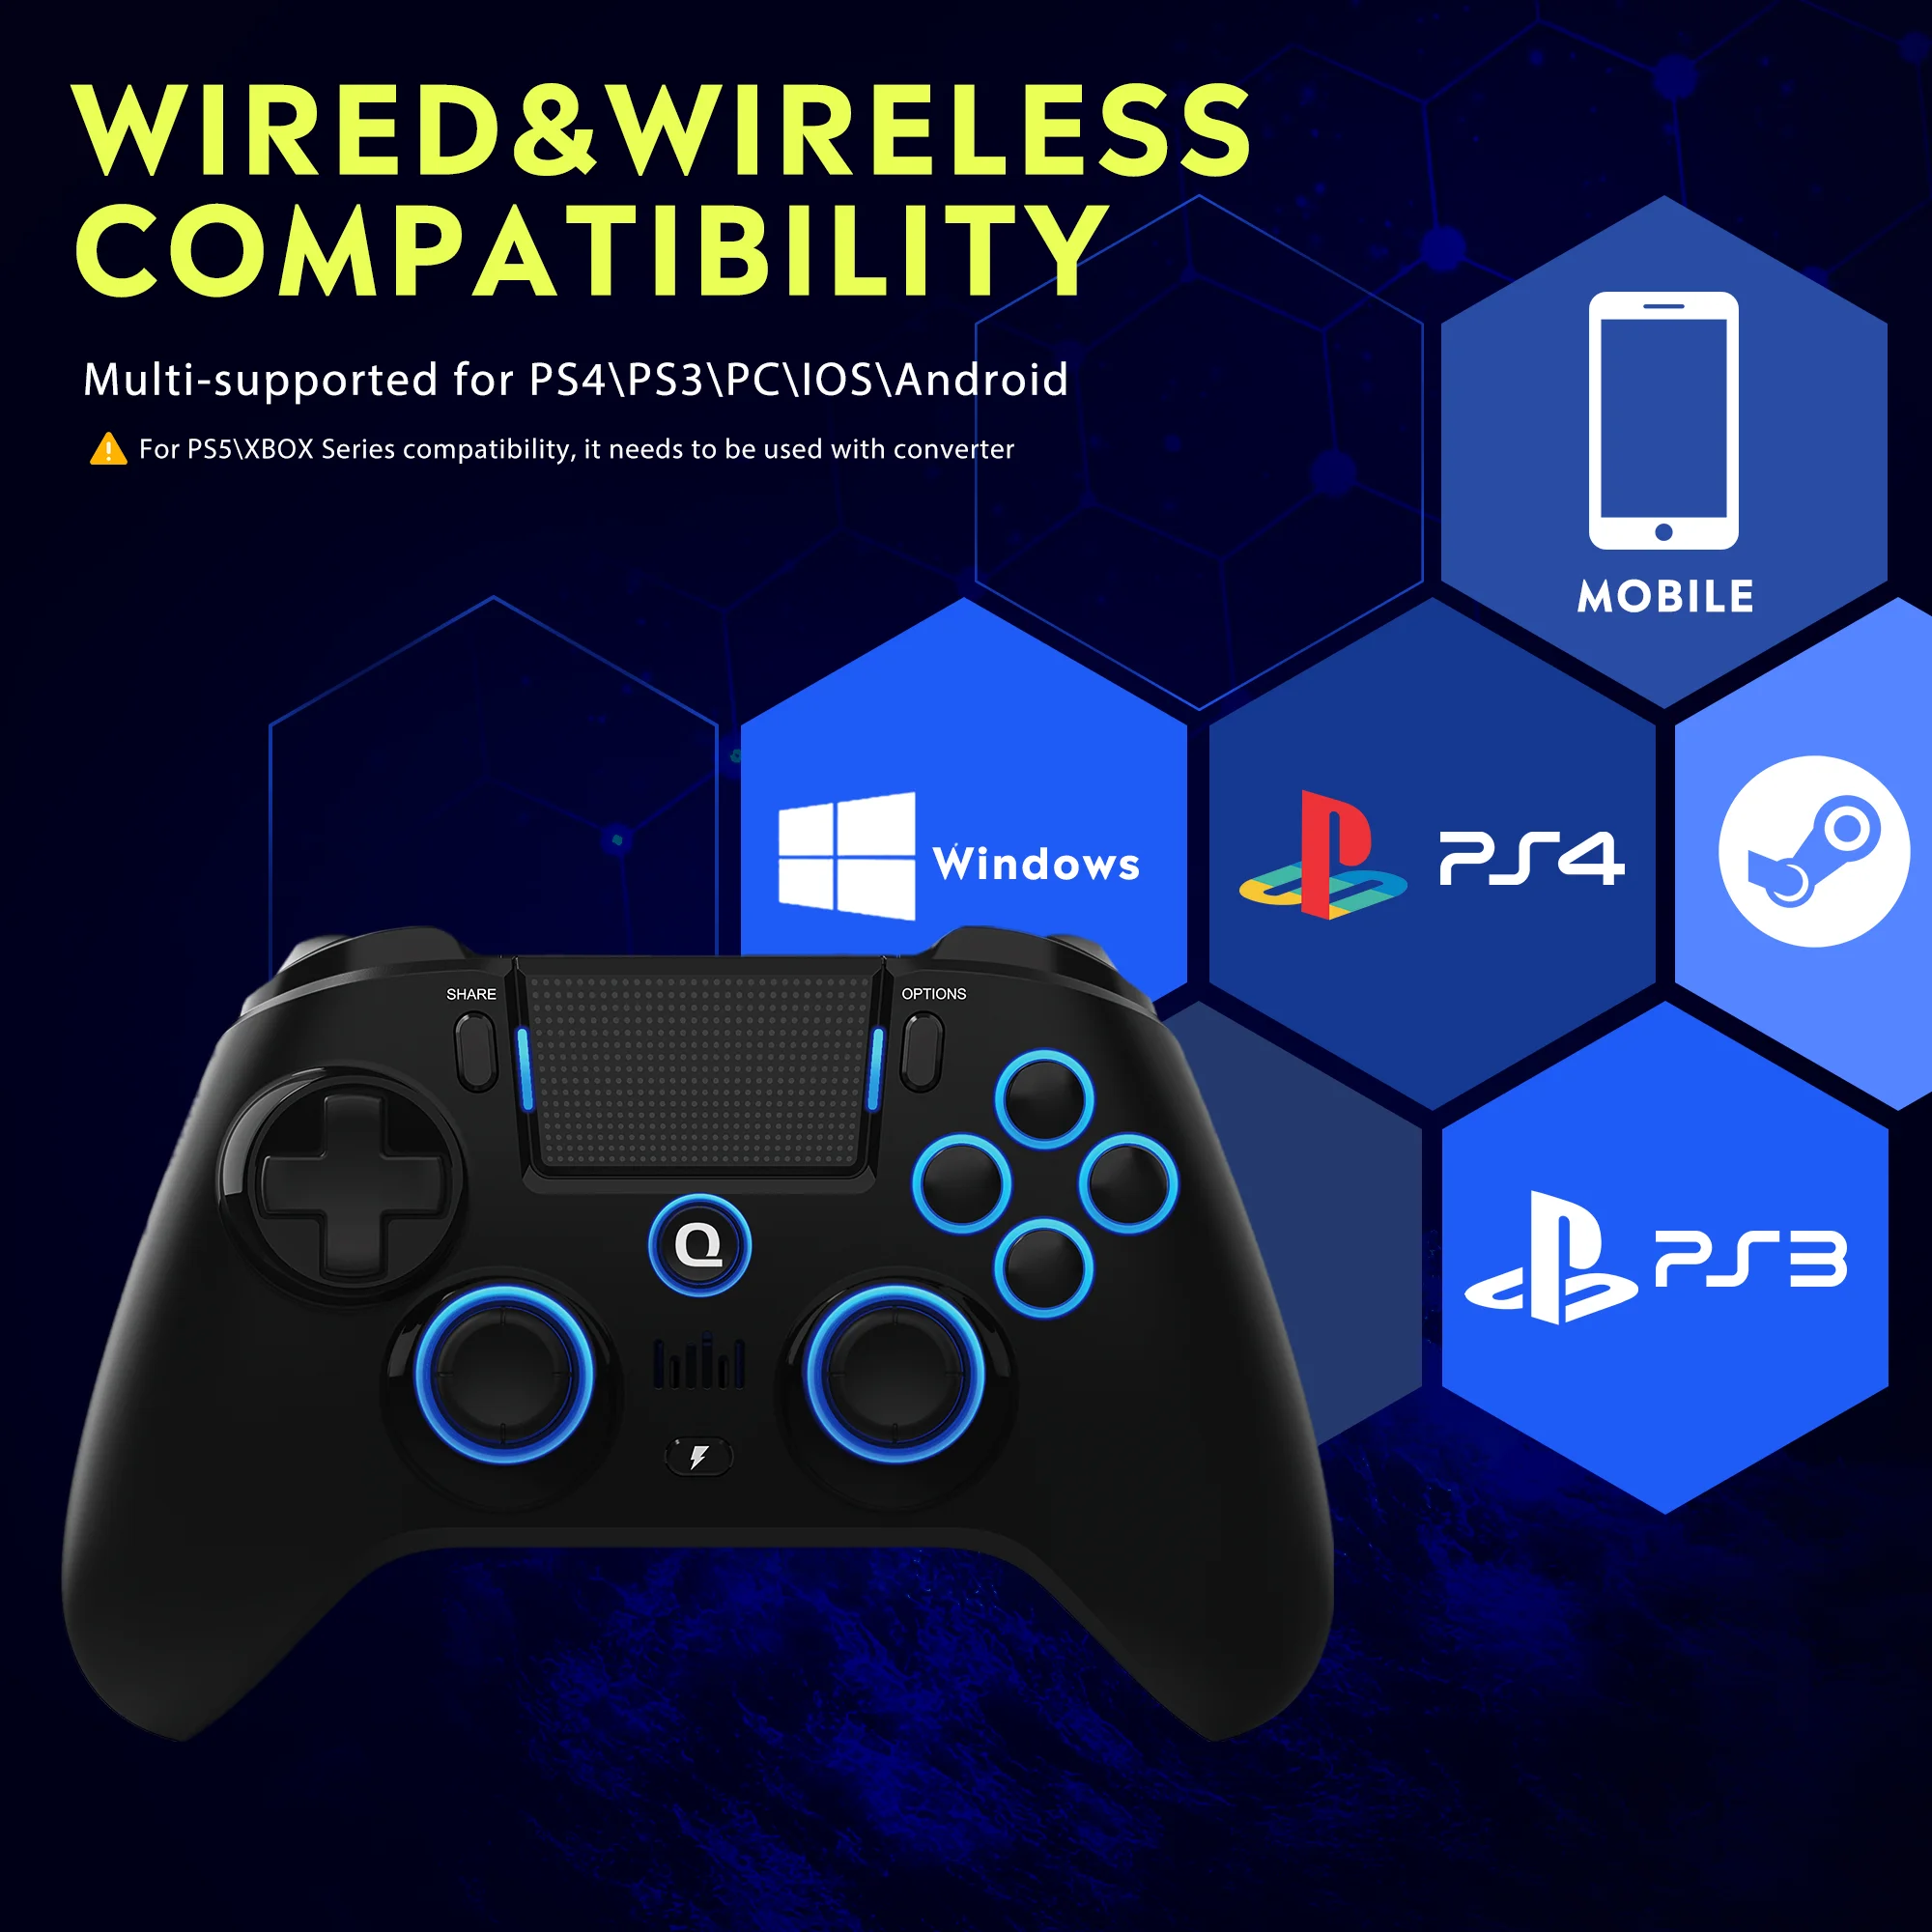 WIRED&WIRELESS
COMPATIBILITY
Multi-supported for PS4\PS3\PC\IOS\Android
For PS5\XBOX Series compatibility, it needs to be used with converter
MOBILE
Windows
PS4
SHARE
OPTIONS
Q
PS3